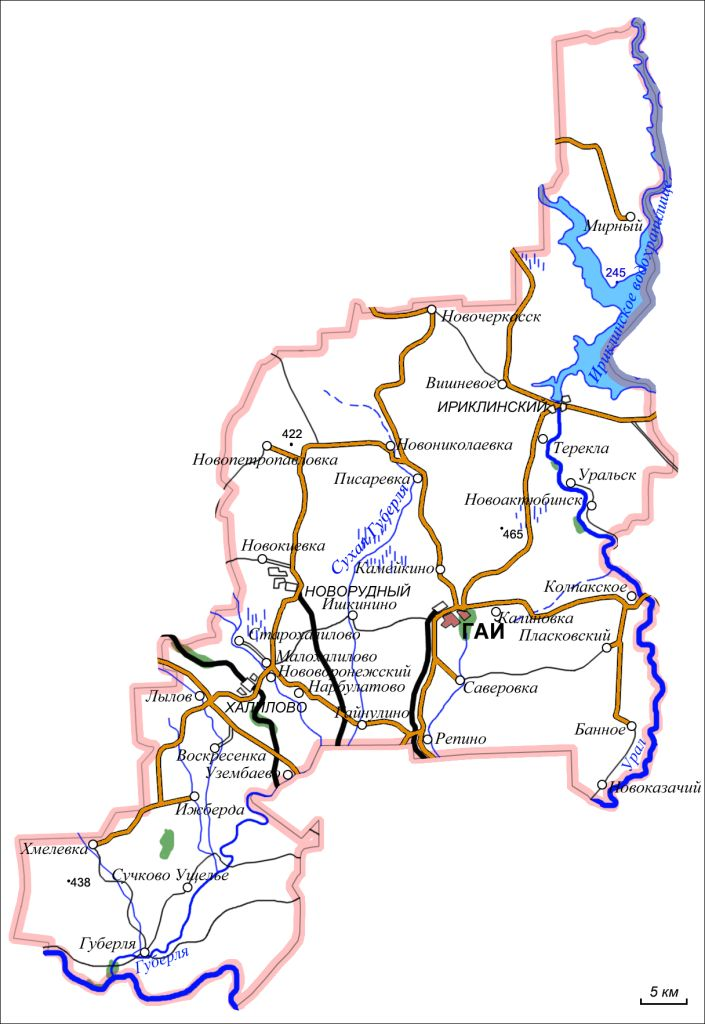 Мирный
245
Ириклинское водохранилище
Новочеркасск
Вишневое
ИРИКЛИНСКИЙ
422
Новониколаевка
Терекла
Новопетропавловка
Писаревка
Уральск
Новоактюбинск
Сухая Губерля
465
Новокиевка
Камейкино
НОВОРУДНЫЙ
Колпакское
Ишкинино
Калиновка
ГАЙ
Старохалилово
Пласковский
Малохалилово
Нововоронежский
Нарбулатово
Саверовка
Лылов
ХАЛИЛОВО
Гайнулино
Банное
Репино
Воскресенка
Урал
Узембаево
Новоказачий
Ижберда
Хмелевка
Сучково Ущелье
438
Губерля
Губерля
5 км